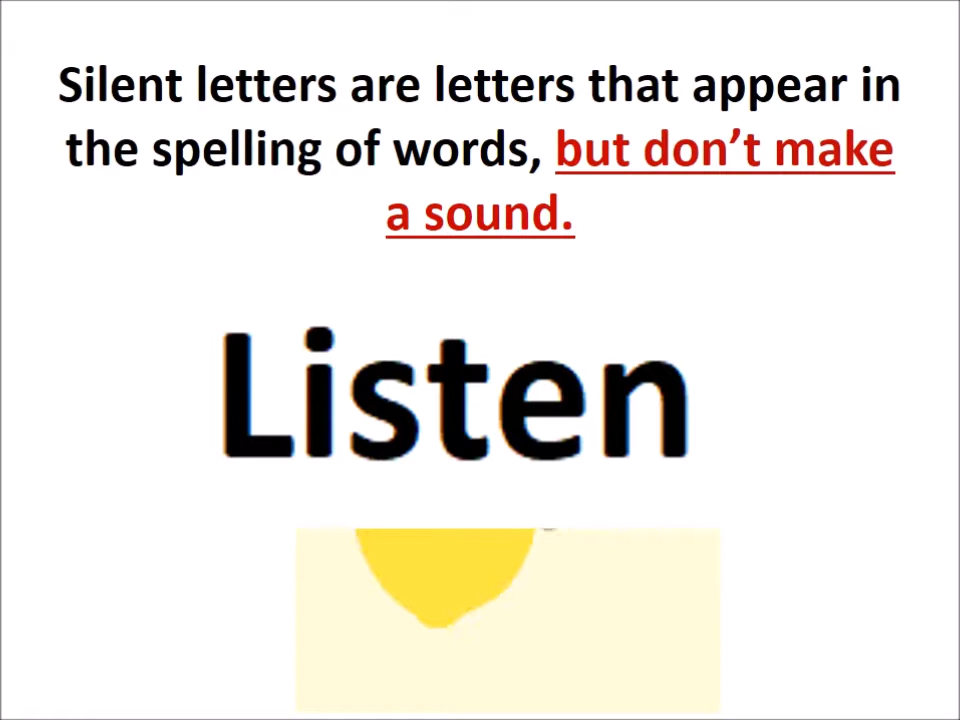 Silent letters are letters that appear in
the spelling of words, but don’t make
a sound.
Listen